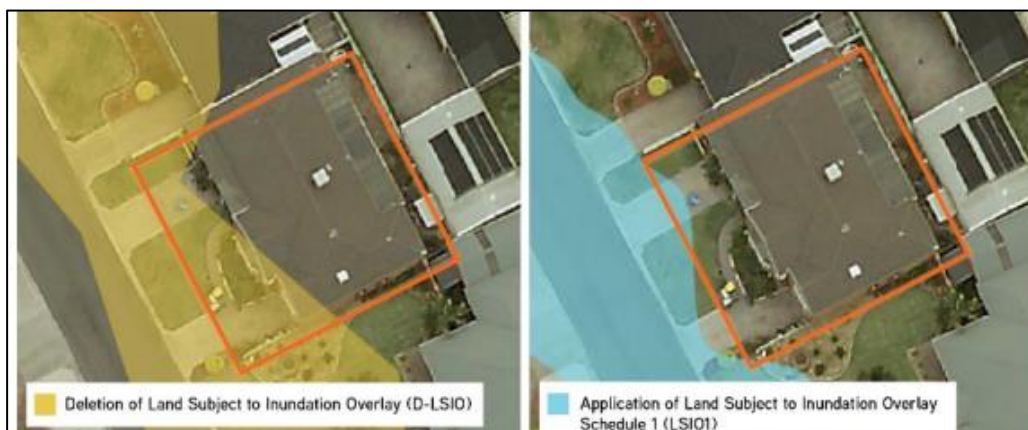 Deletion of Land Subject to Inundation Overlay (D-LSIO)
Application of Land Subject to Inundation Overlay
Schedule 1 (LSIO1)